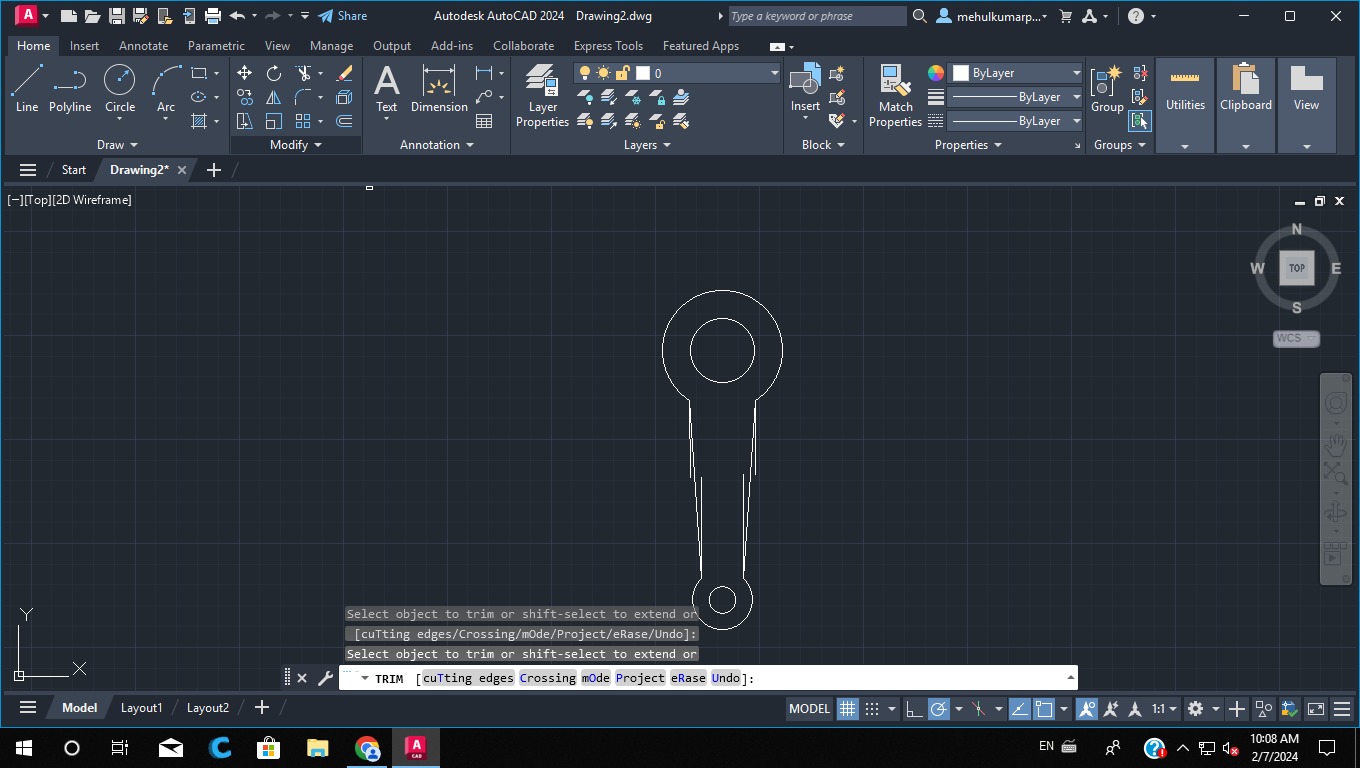 A CAD
Share
Autodesk AutoCAD 2024 Drawing2.dwg
Type a keyword or phrase
mehulkumarp...
Home Insert Annotate Parametric View Manage Output Add-ins Collaborate Express Tools Featured Apps
0
ByLayer
Line Polyline Circle Arc
Text Dimension
Layer Properties
Insert
Match Properties
ByLayer
ByLayer
Group
Utilities Clipboard View
Draw Modify Annotation Layers Block Properties Groups
Start Drawing2*
[−][Top][2D Wireframe]
N
W TOP E
S
WCS
Y
X
Select object to trim or shift-select to extend or
[cuTting edges/Crossing/mOde/Project/eRase/Undo]:
Select object to trim or shift-select to extend or
TRIM [cuTting edges Crossing mOde Project eRase Undo]:
Model Layout1 Layout2
MODEL 1:1
A CAD
EN
10:08 AM
2/7/2024